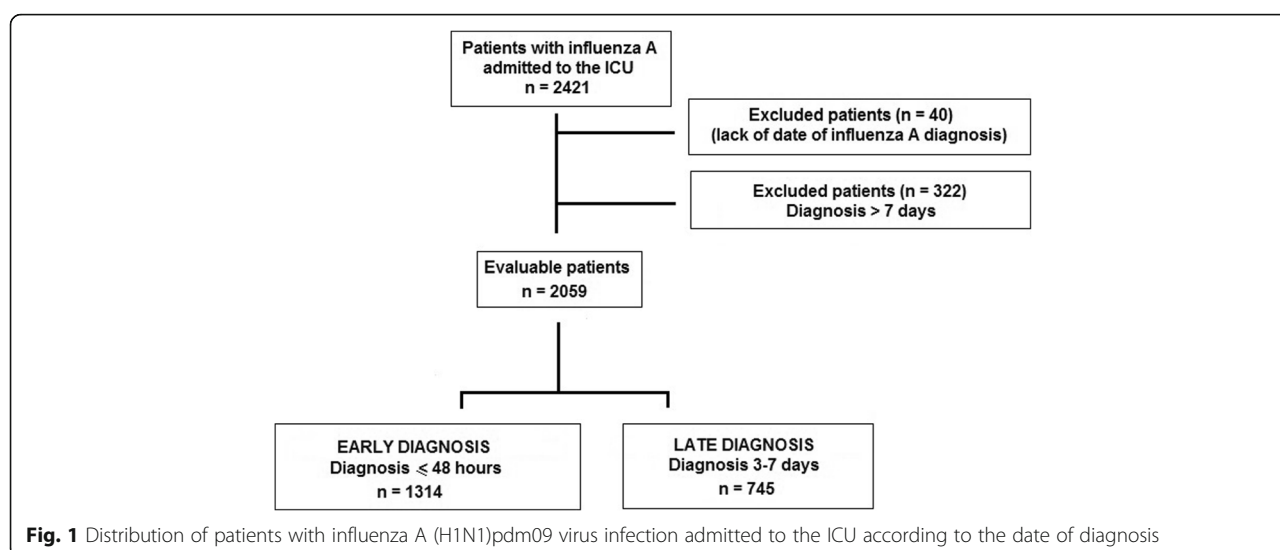 Patients with influenza A
admitted to the ICU
n = 2421
Excluded patients (n = 40)
(lack of date of influenza A diagnosis)
Excluded patients (n = 322)
Diagnosis > 7 days
Evaluable patients
n = 2059
EARLY DIAGNOSIS
Diagnosis ⩽ 48 hours
n = 1314
LATE DIAGNOSIS
Diagnosis 3-7 days
n = 745
Fig. 1 Distribution of patients with influenza A (H1N1)pdm09 virus infection admitted to the ICU according to the date of diagnosis